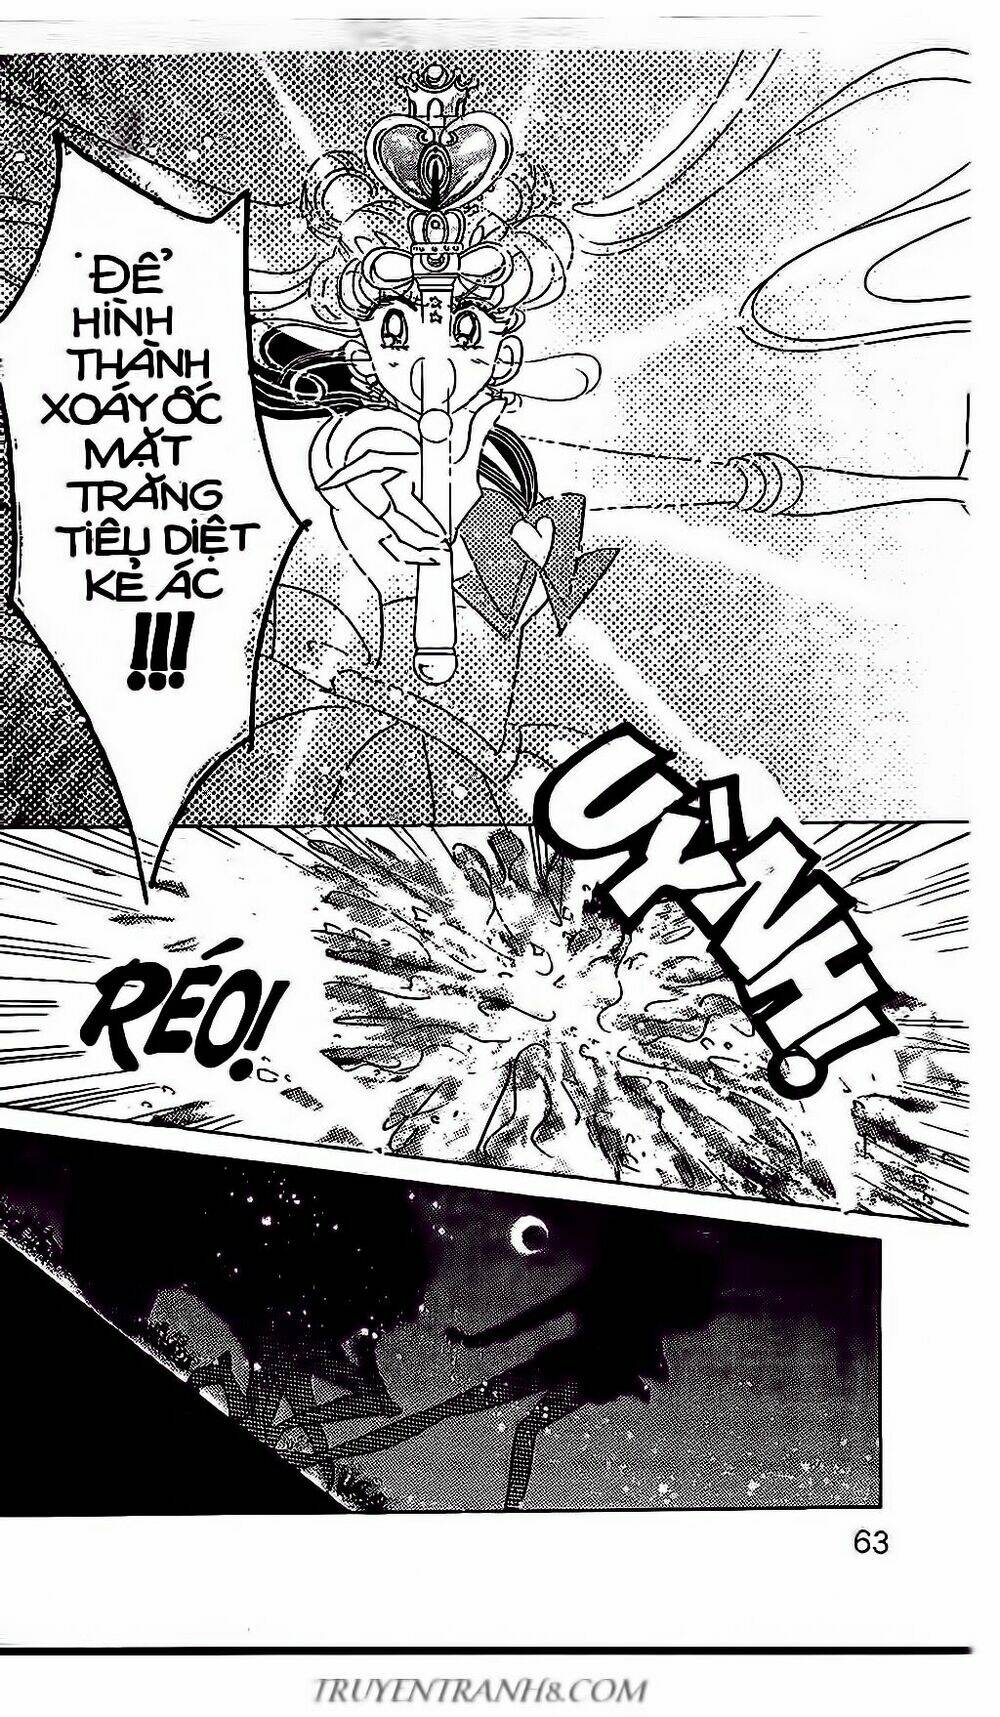 ĐỂ
HÌNH
THÀNH
XOÁY ỐC
MẶT
TRĂNG
TIÊU DIỆT
KẺ ÁC
!!!
UỲNH!
RÉO!
63
TRUYENTRANH8.COM